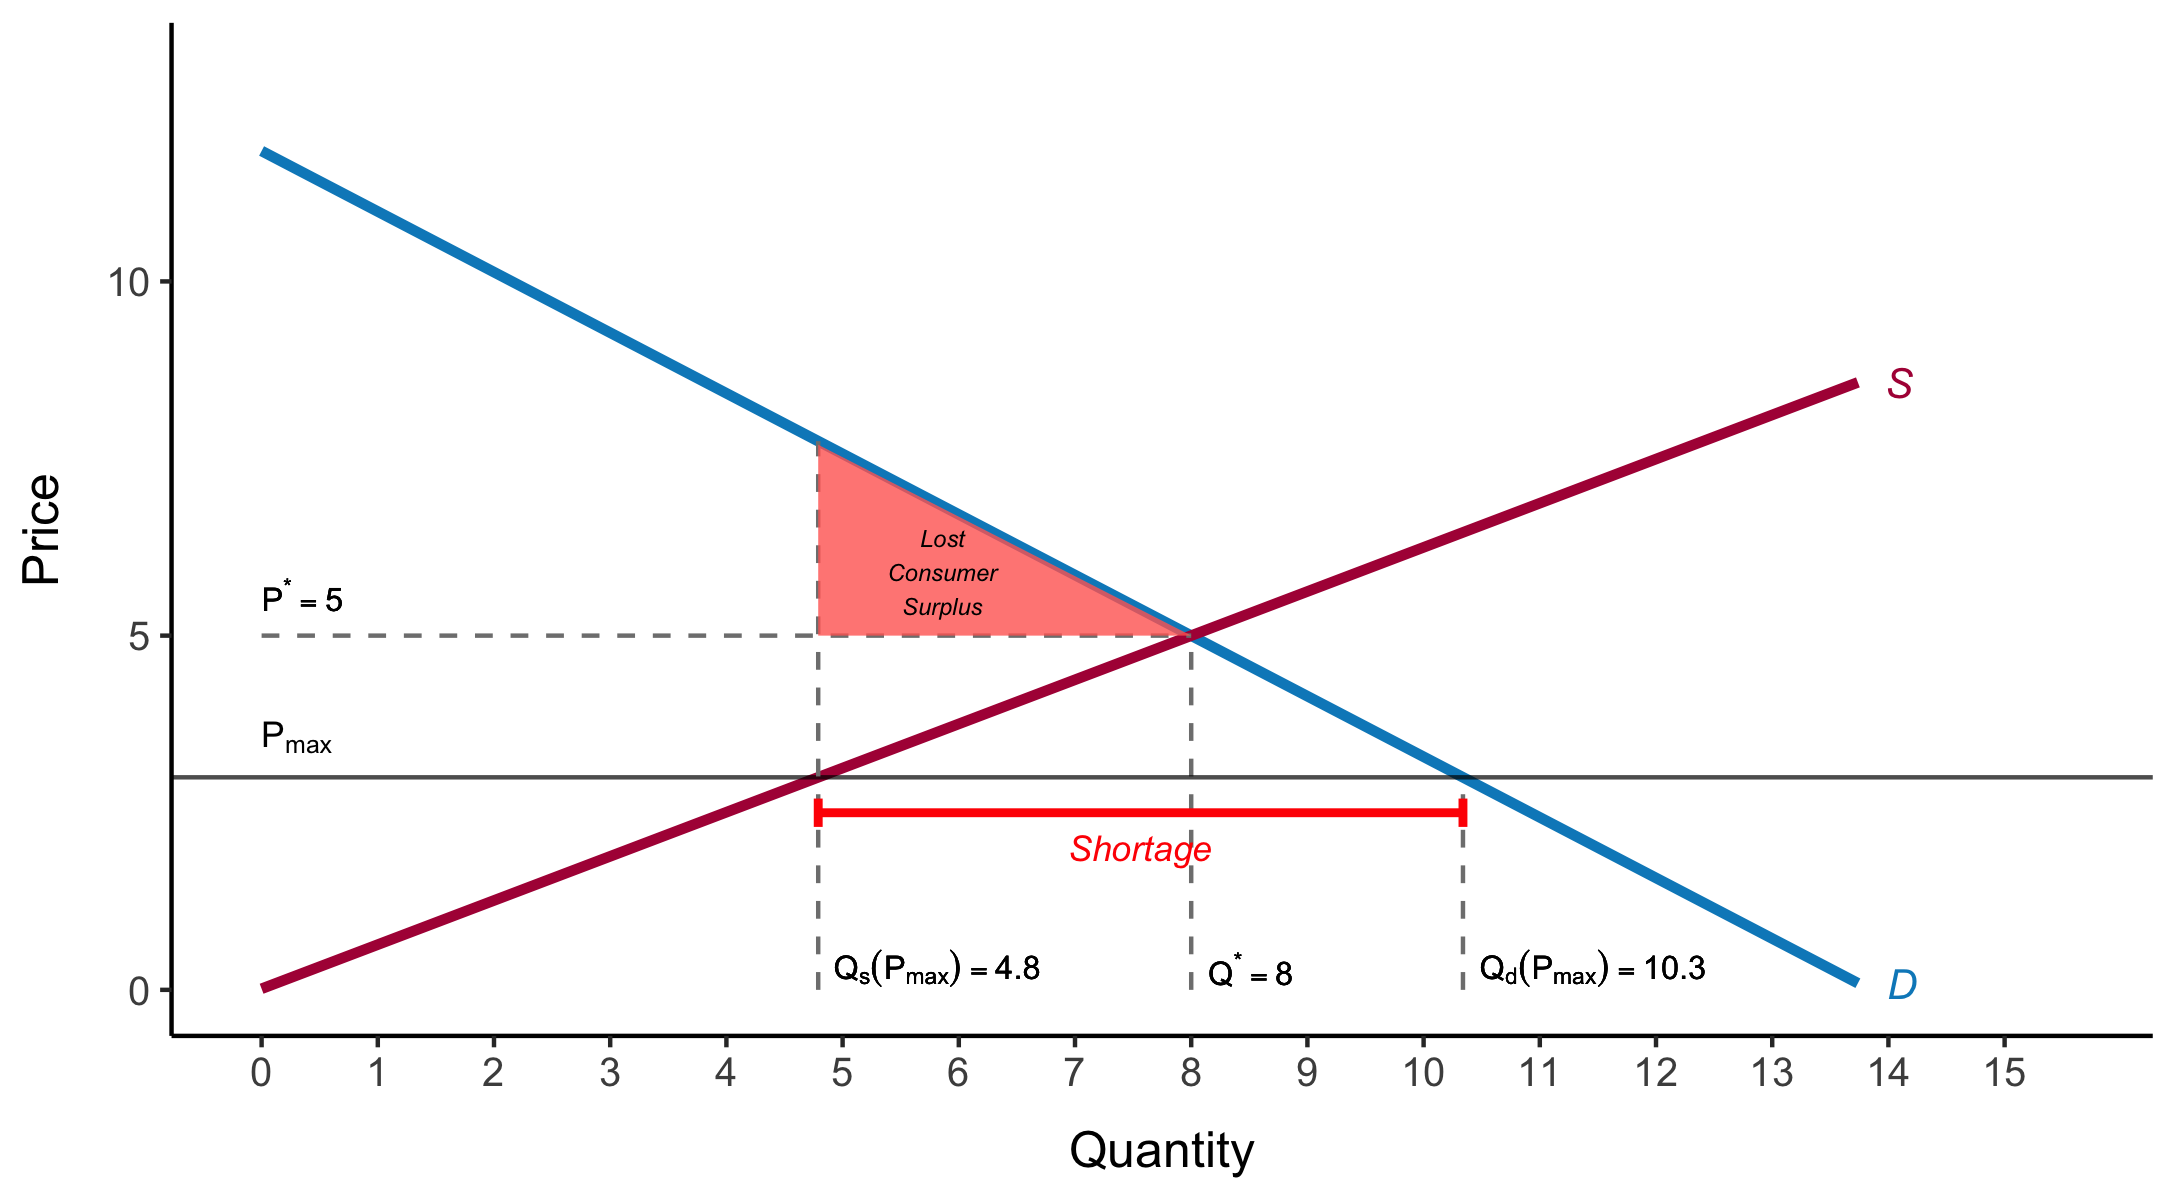 10
5
0
Price
S
Lost
Consumer
Surplus
P* = 5
Pmax
Shortage
Qs(Pmax) = 4.8
Q* = 8
Qd(Pmax) = 10.3
D
0 1 2 3 4 5 6 7 8 9 10 11 12 13 14 15
Quantity